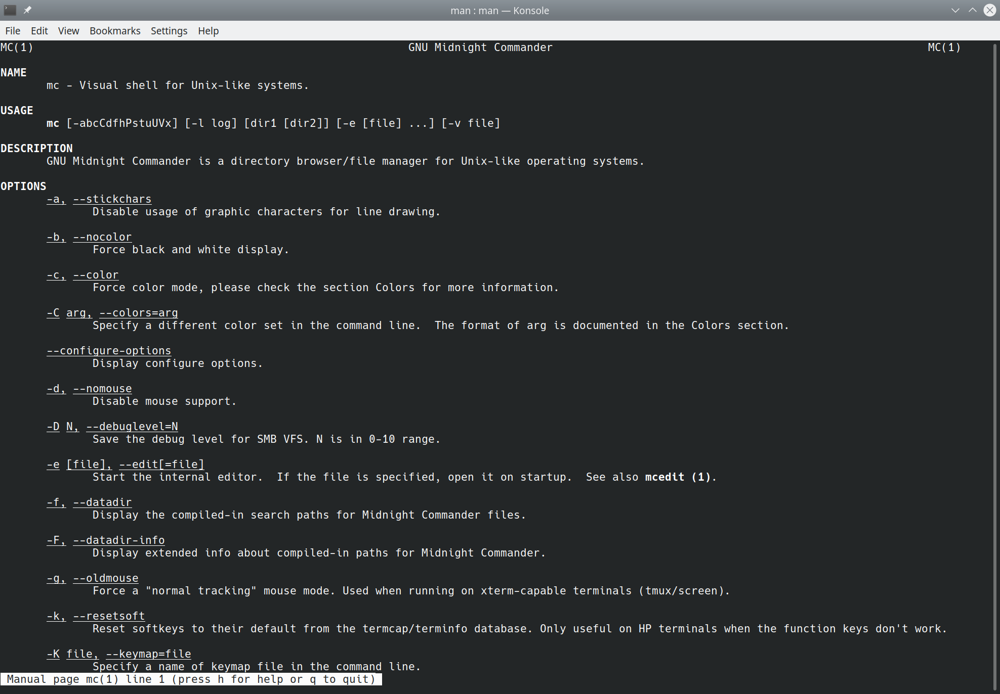 man : man — Konsole
File Edit View Bookmarks Settings Help
MC(1) GNU Midnight Commander MC(1)
NAME
mc - Visual shell for Unix-like systems.
USAGE
mc [-abcCdfhPstuUVx] [-l log] [dir1 [dir2]] [-e [file] ...] [-v file]
DESCRIPTION
GNU Midnight Commander is a directory browser/file manager for Unix-like operating systems.
OPTIONS
-a, --stickchars
Disable usage of graphic characters for line drawing.
-b, --nocolor
Force black and white display.
-c, --color
Force color mode, please check the section Colors for more information.
-C arg, --colors=arg
Specify a different color set in the command line.  The format of arg is documented in the Colors section.
--configure-options
Display configure options.
-d, --nomouse
Disable mouse support.
-D N, --debuglevel=N
Save the debug level for SMB VFS. N is in 0-10 range.
-e [file], --edit[=file]
Start the internal editor.  If the file is specified, open it on startup.  See also mcedit (1).
-f, --datadir
Display the compiled-in search paths for Midnight Commander files.
-F, --datadir-info
Display extended info about compiled-in paths for Midnight Commander.
-g, --oldmouse
Force a "normal tracking" mouse mode. Used when running on xterm-capable terminals (tmux/screen).
-k, --resetsoft
Reset softkeys to their default from the termcap/terminfo database. Only useful on HP terminals when the function keys don't work.
-K file, --keymap=file
Specify a name of keymap file in the command line.
Manual page mc(1) line 1 (press h for help or q to quit)